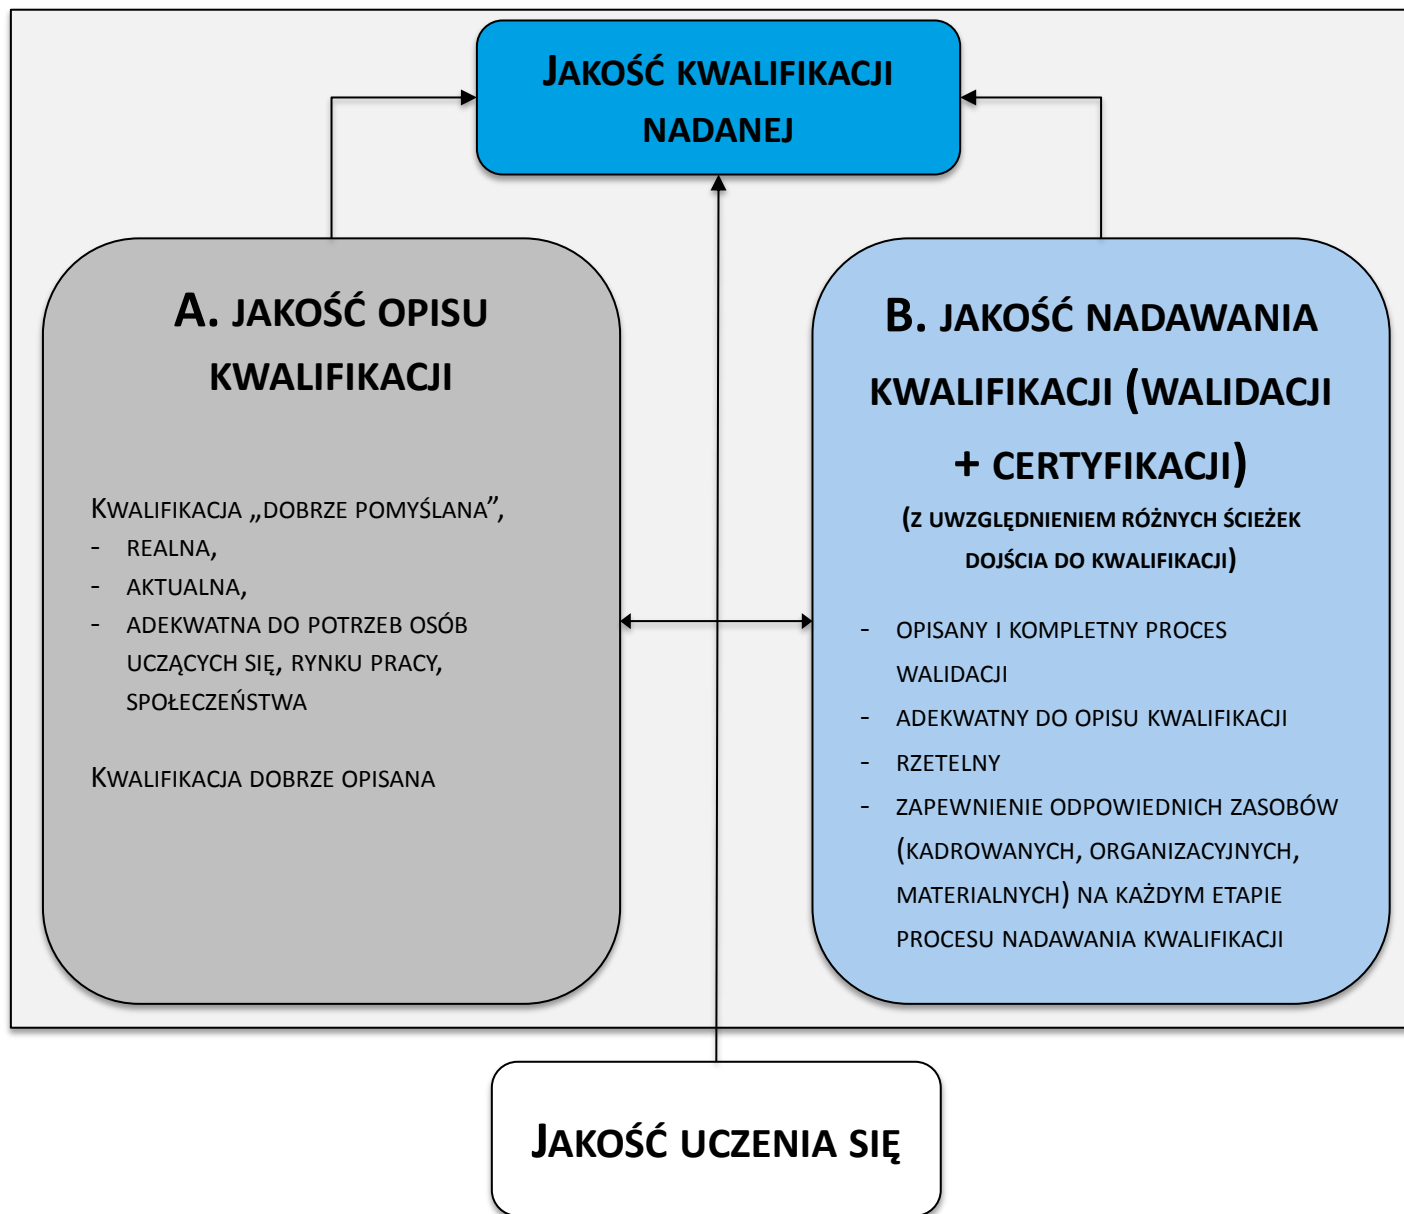 Jakość kwalifikacji
nadanej
A. jakość opisu
kwalifikacji
Kwalifikacja „dobrze pomyślana”,
- realna,
- aktualna,
- adekwatna do potrzeb osób
uczących się, rynku pracy,
społeczeństwa
Kwalifikacja dobrze opisana
B. jakość nadawania
kwalifikacji (walidacji
+ certyfikacji)
(z uwzględnieniem różnych ścieżek
dojścia do kwalifikacji)
- opisany i kompletny proces
walidacji
- adekwatny do opisu kwalifikacji
- rzetelny
- zapewnienie odpowiednich zasobów
(kadrowanych, organizacyjnych,
materialnych) na każdym etapie
procesu nadawania kwalifikacji
Jakość uczenia się